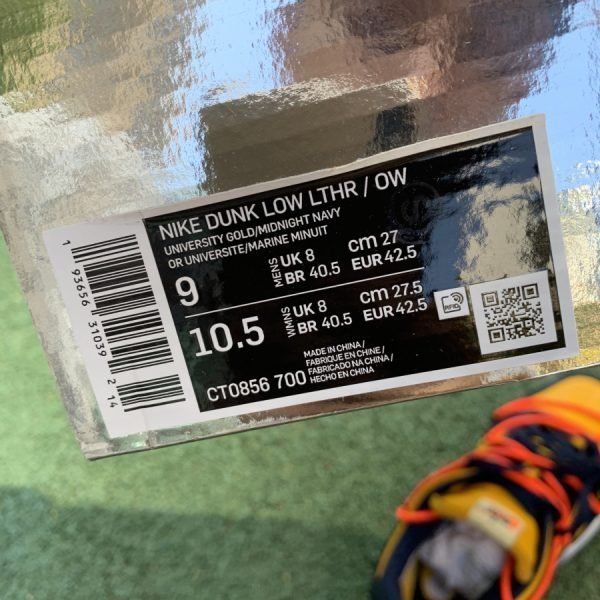 NIKE DUNK LOW LTHR / OW
UNIVERSITY GOLD/MIDNIGHT NAVY
OR UNIVERSITE/MARINE MINUIT
9
MENS
UK 8
BR 40.5
cm 27
EUR 42.5
10.5
WMNS
UK 8
BR 40.5
cm 27.5
EUR 42.5
RFID
CT0856 700
MADE IN CHINA/
FABRIQUE EN CHINE/
FABRICADO NA CHINA/
HECHO EN CHINA
1 93656 31039 2 14